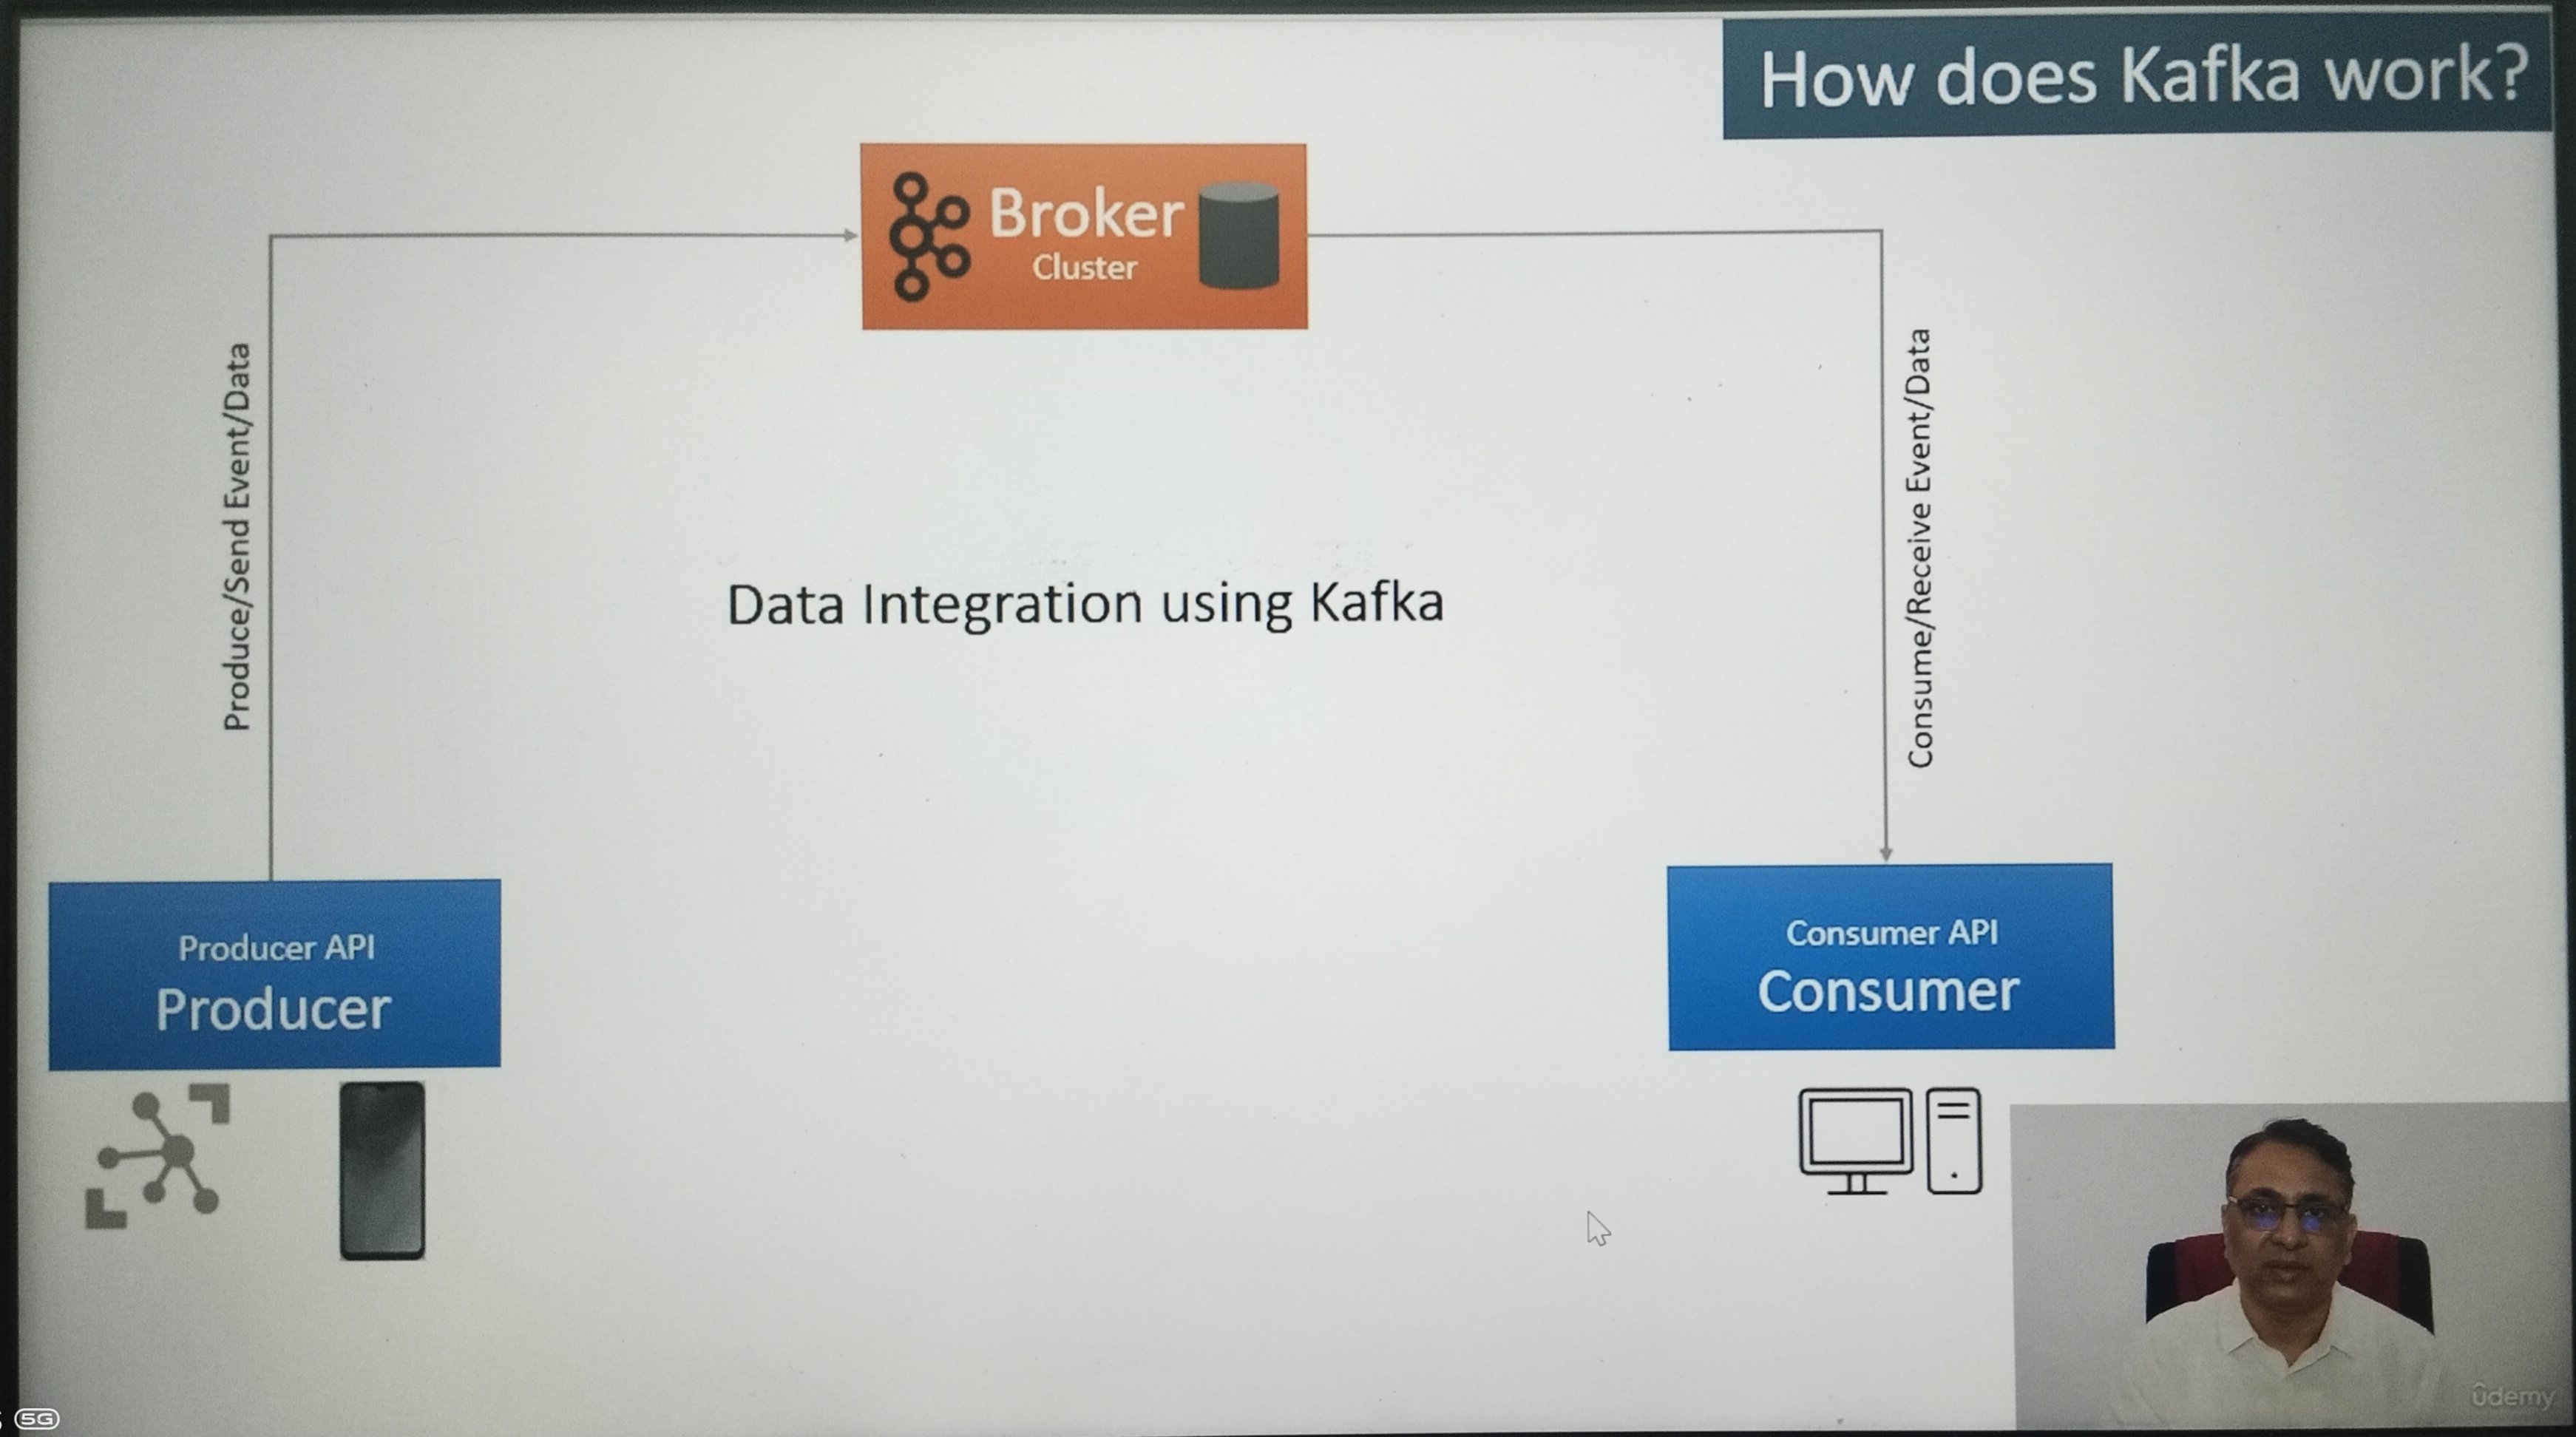 How does Kafka work?
Broker
Cluster
Produce/Send Event/Data
Consume/Receive Event/Data
Data Integration using Kafka
Producer API
Producer
Consumer API
Consumer
ûdemy
5G